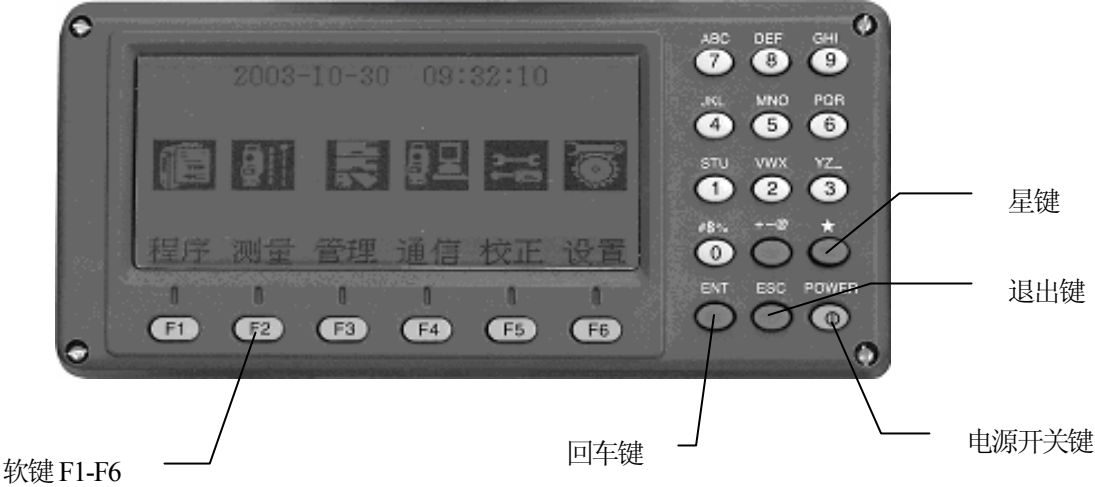 2003-10-30 09:32:10
程序 测量 管理 通信 校正 设置
F1 F2 F3 F4 F5 F6
ABC DEF GHI
7 8 9
JKL MNO PQR
4 5 6
STU VWX YZ_
1 2 3
+-@ ★
0
ENT ESC POWER
星键
退出键
电源开关键
回车键
软键 F1-F6